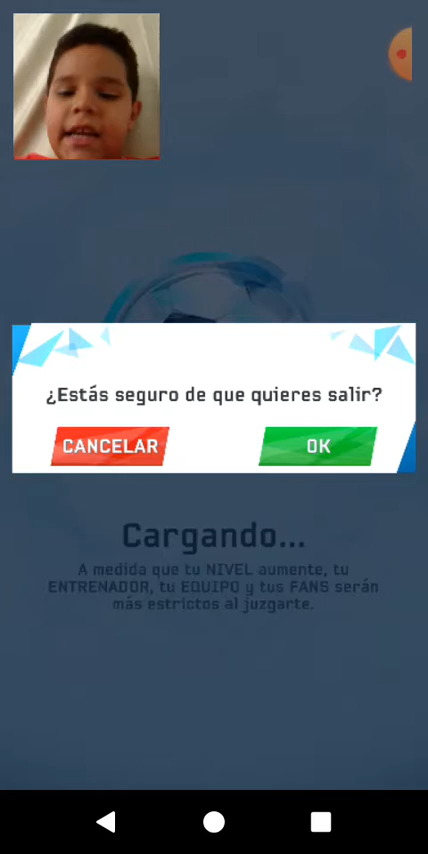 ¿Estás seguro de que quieres salir?
CANCELAR
OK
Cargando...
A medida que tu NIVEL aumente, tu
ENTRENADOR, tu EQUIPO y tus FANS serán
más estrictos al juzgarte.